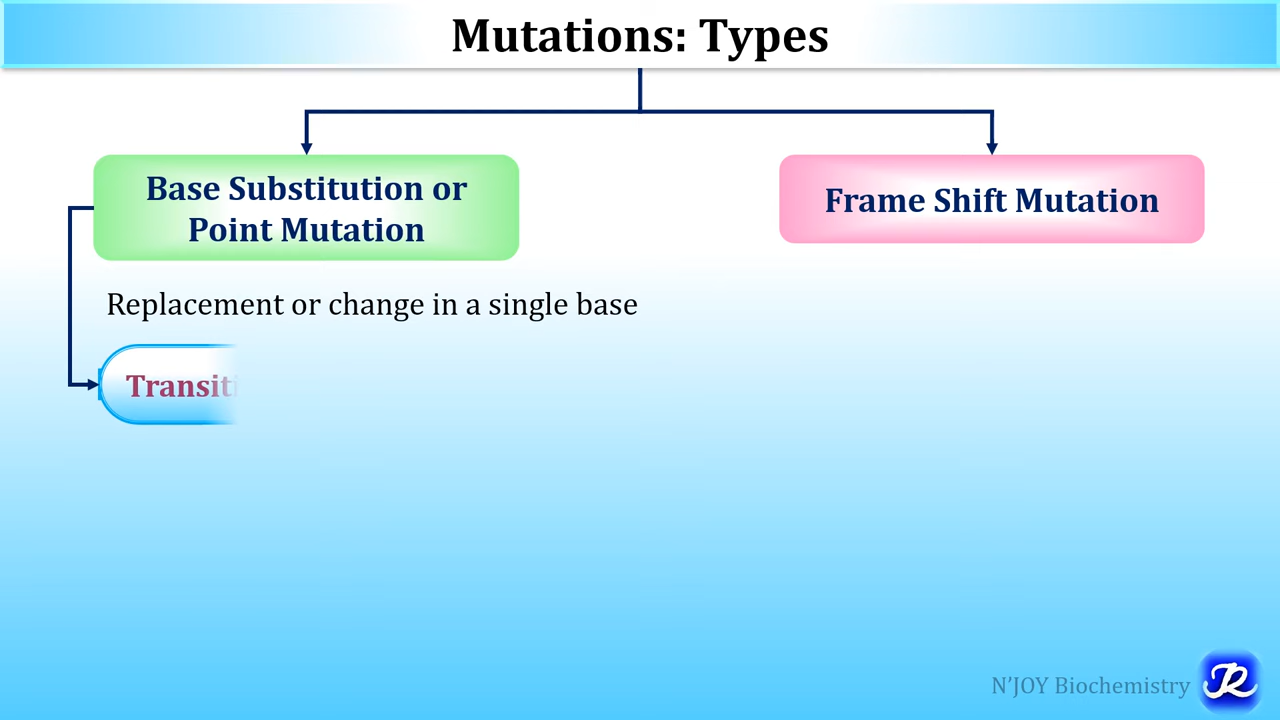 Mutations: Types
Base Substitution or
Point Mutation
Frame Shift Mutation
Replacement or change in a single base
N'JOY Biochemistry